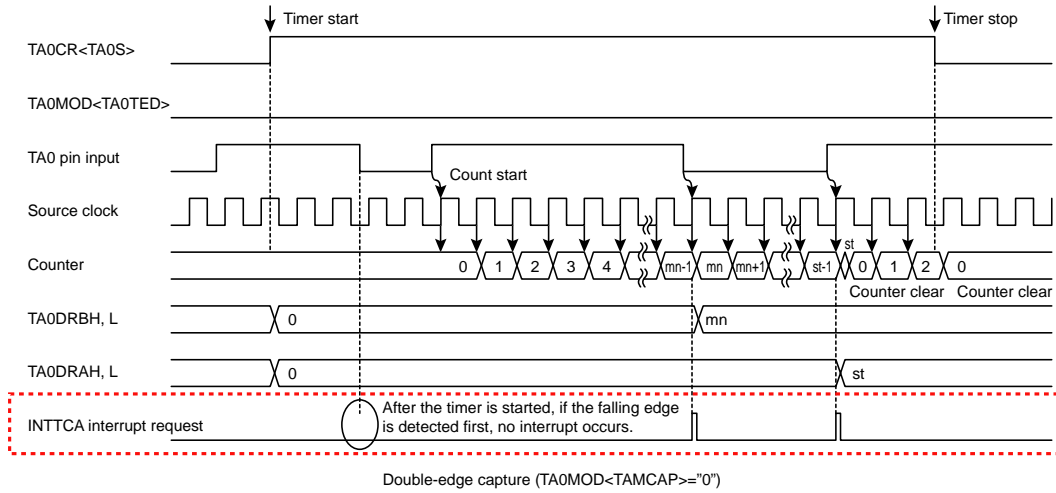 Timer start
Timer stop
TA0CR<TA0S>
TA0MOD<TA0TED>
TA0 pin input
Count start
Source clock
Counter
0 1 2 3 4 mn-1 mn mn+1 st-1 st 0 1 2 0
Counter clear Counter clear
TA0DRBH, L
0 mn
TA0DRAH, L
0 st
INTTCA interrupt request
After the timer is started, if the falling edge
is detected first, no interrupt occurs.
Double-edge capture (TA0MOD<TAMCAP>="0")